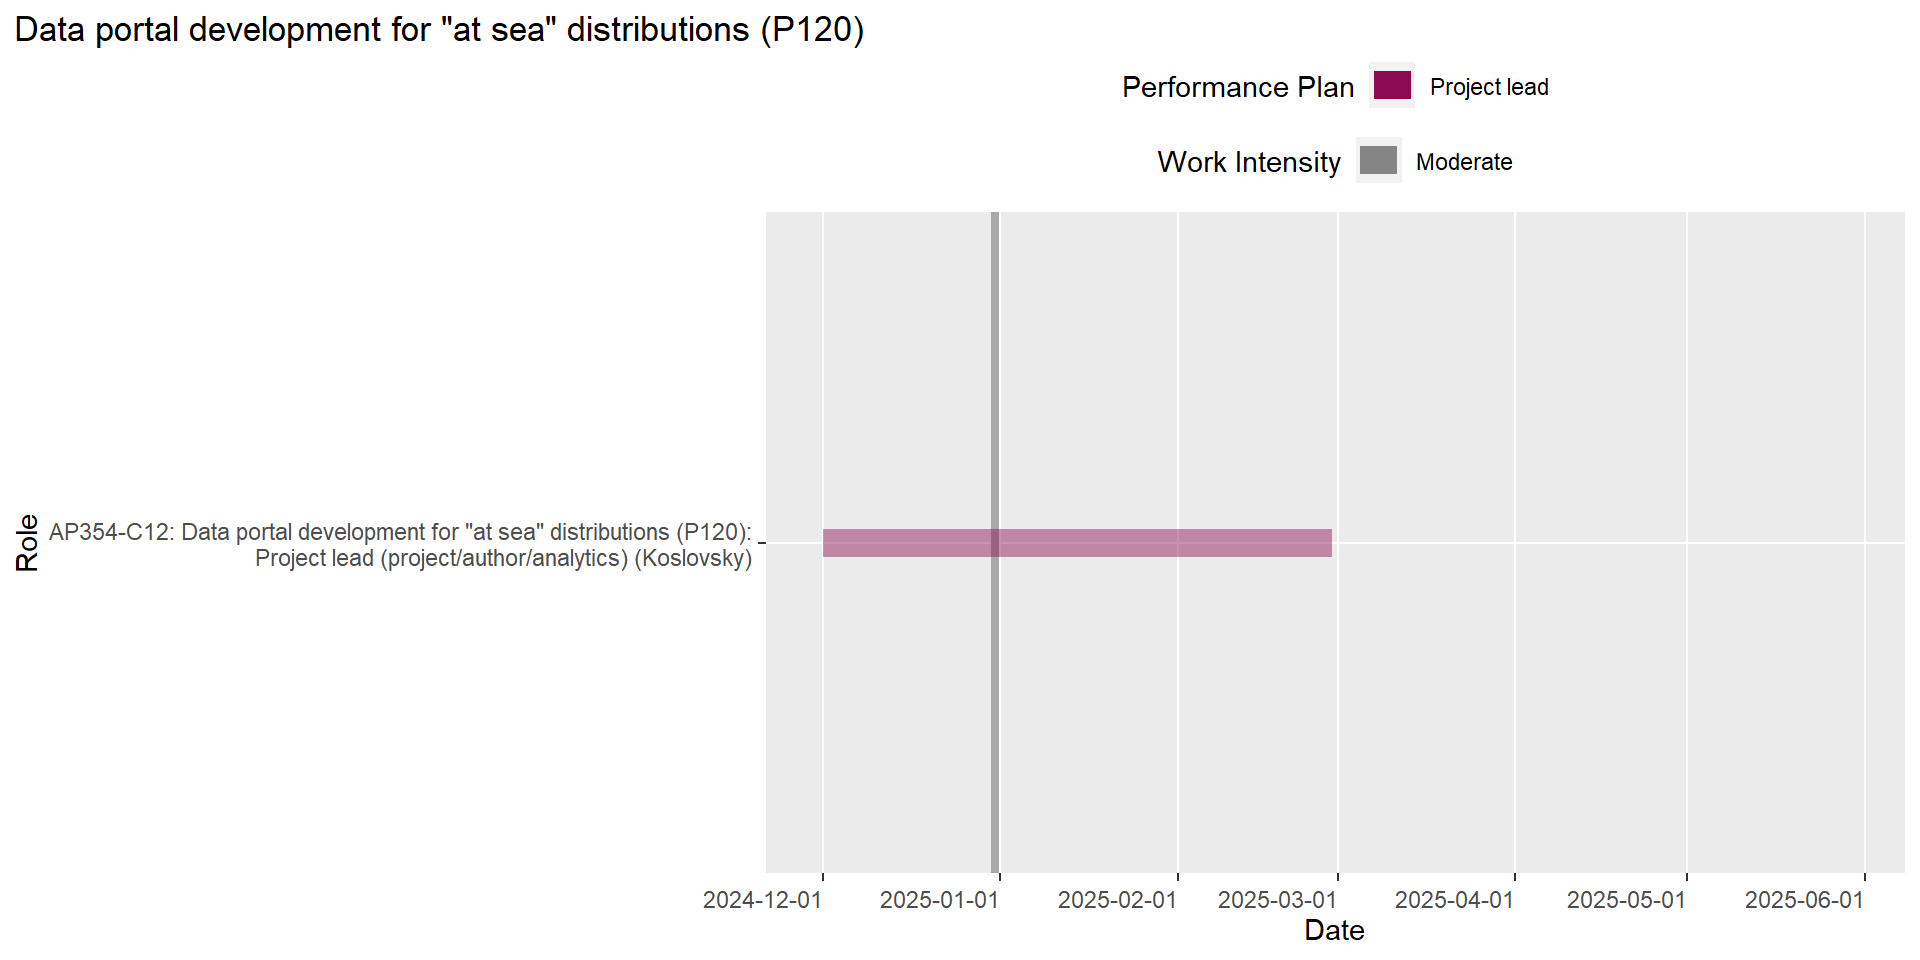 Data portal development for "at sea" distributions (P120)
Performance Plan Project lead
Work Intensity Moderate
Role
AP354-C12: Data portal development for "at sea" distributions (P120):
Project lead (project/author/analytics) (Koslovsky)
2024-12-01 2025-01-01 2025-02-01 2025-03-01 2025-04-01 2025-05-01 2025-06-01
Date